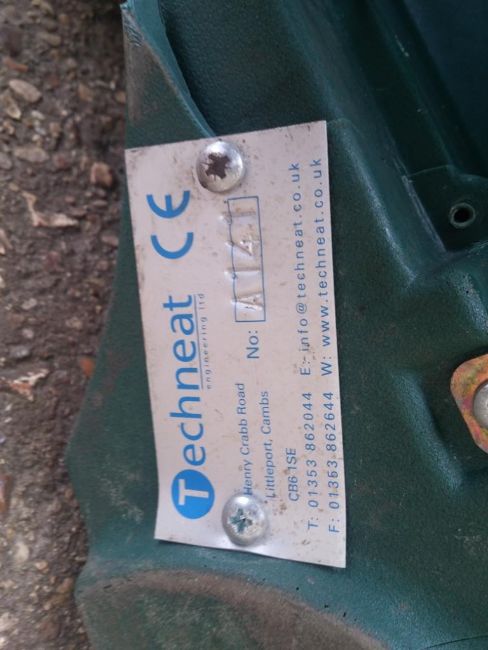 Techneat CE
engineering ltd
Henry Crabb Road
Littleport, Cambs
CB6 1SE
No: A141
T: 01353 862044 E: info@techneat.co.uk
F: 01353 862644 W: www.techneat.co.uk